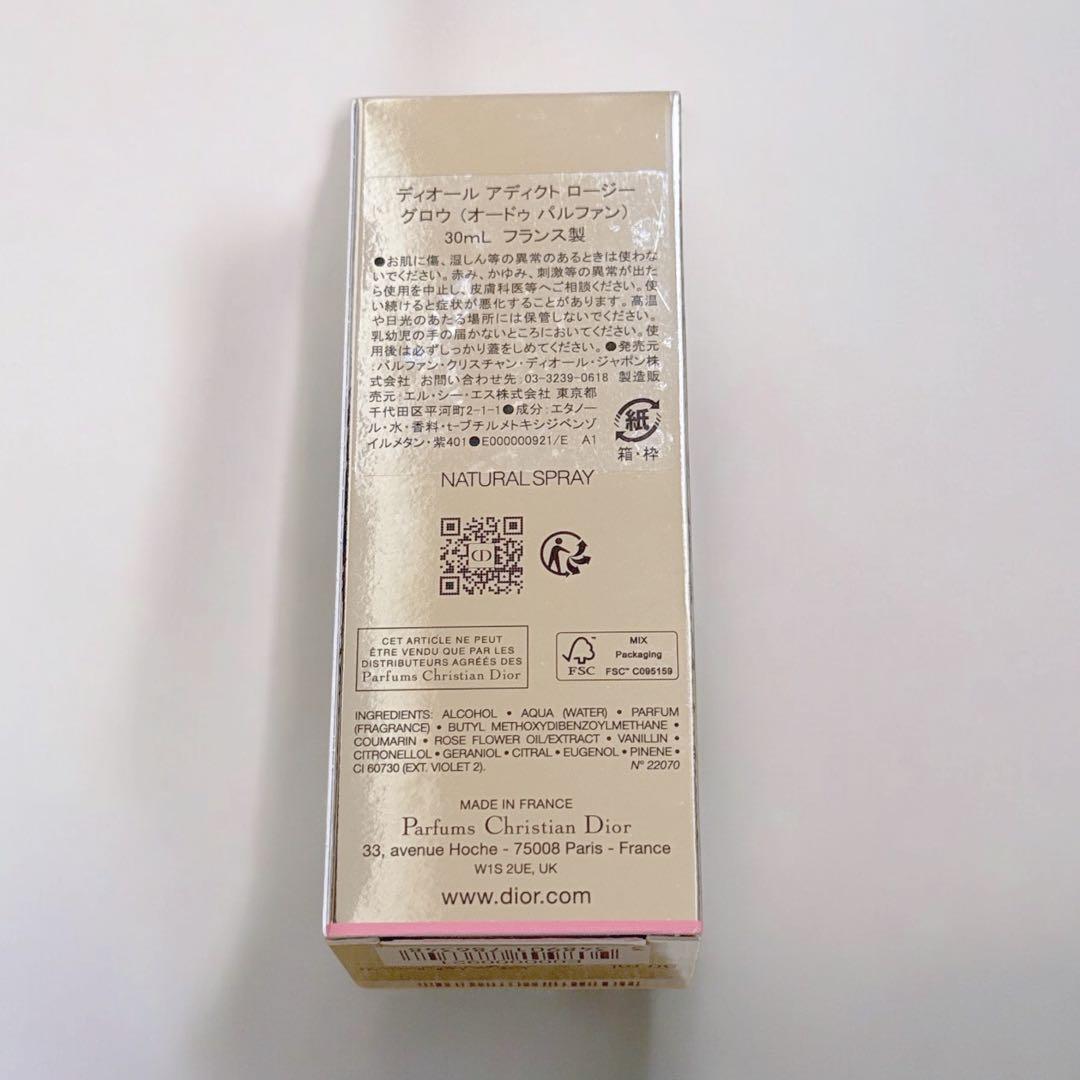 ディオール アディクト ロージー
グロウ (オードゥ パルファン)
30mL フランス製
●お肌に傷、湿しん等の異常のあるときは使わな
いでください。赤み、かゆみ、刺激等の異常が出た
ら使用を中止し、皮膚科医等へご相談ください。使
い続けると症状が悪化することがあります。高温
や日光のあたる場所には保管しないでください。
乳幼児の手の届かないところにおいてください。使
用後は必ずしっかり蓋をしめてください。●発売元
:パルファン・クリスチャン・ディオール・ジャポン株
式会社 お問い合わせ先:03-3239-0618 製造販
売元:エル・シー・エス株式会社 東京都
千代田区平河町2-1-1●成分:エタノー
ル・水・香料・t-ブチルメトキシジベンゾ
イルメタン・紫401●E000000921/E A1
紙
箱・枠
NATURAL SPRAY
CD
CET ARTICLE NE PEUT
ÊTRE VENDU QUE PAR LES
DISTRIBUTEURS AGRÉÉS DES
Parfums Christian Dior
FSC
MIX
Packaging
FSC™ C095159
INGREDIENTS: ALCOHOL • AQUA (WATER) • PARFUM
(FRAGRANCE) • BUTYL METHOXYDIBENZOYLMETHANE •
COUMARIN • ROSE FLOWER OIL/EXTRACT • VANILLIN •
CITRONELLOL • GERANIOL • CITRAL • EUGENOL • PINENE •
CI 60730 (EXT. VIOLET 2). N° 22070
MADE IN FRANCE
Parfums Christian Dior
33, avenue Hoche - 75008 Paris - France
W1S 2UE, UK
www.dior.com